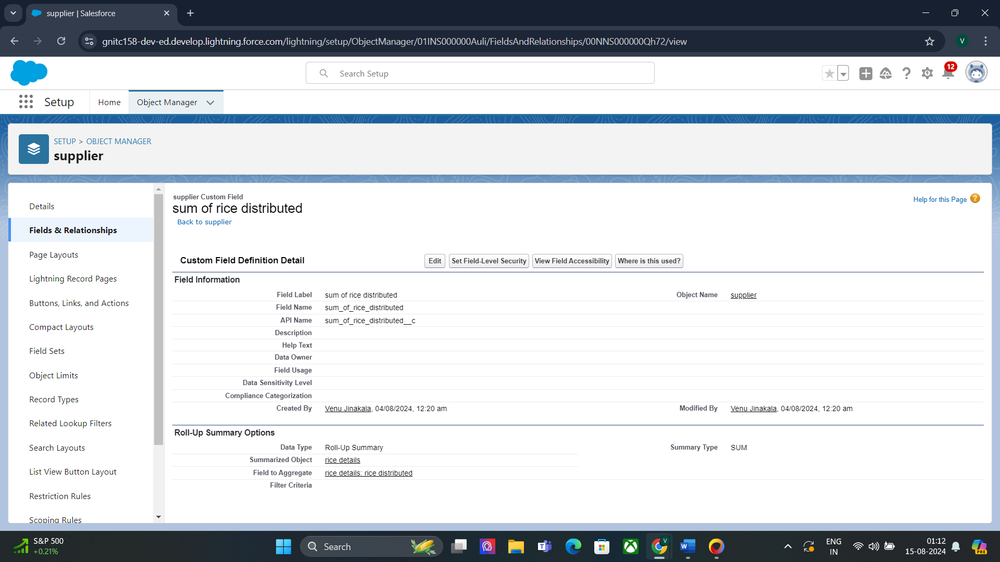 supplier | Salesforce
gnitc158-dev-ed.develop.lightning.force.com/lightning/setup/ObjectManager/01INS000000Auli/FieldsAndRelationships/00NNS000000Qh72/view
V
Search Setup
12
Setup
Home
Object Manager
SETUP > OBJECT MANAGER
supplier
Details
Fields & Relationships
Page Layouts
Lightning Record Pages
Buttons, Links, and Actions
Compact Layouts
Field Sets
Object Limits
Record Types
Related Lookup Filters
Search Layouts
List View Button Layout
Restriction Rules
Scoping Rules
supplier Custom Field
sum of rice distributed
Back to supplier
Help for this Page ?
Custom Field Definition Detail
Edit
Set Field-Level Security
View Field Accessibility
Where is this used?
Field Information
Field Label sum of rice distributed Object Name supplier
Field Name sum_of_rice_distributed
API Name sum_of_rice_distributed__c
Description
Help Text
Data Owner
Field Usage
Data Sensitivity Level
Compliance Categorization
Created By Venu Jinakala, 04/08/2024, 12:20 am Modified By Venu Jinakala, 04/08/2024, 12:20 am
Roll-Up Summary Options
Data Type Roll-Up Summary Summary Type SUM
Summarized Object rice details
Field to Aggregate rice details: rice distributed
Filter Criteria
S&P 500
+0.21%
Search
ENG
IN
01:12
15-08-2024
PRE